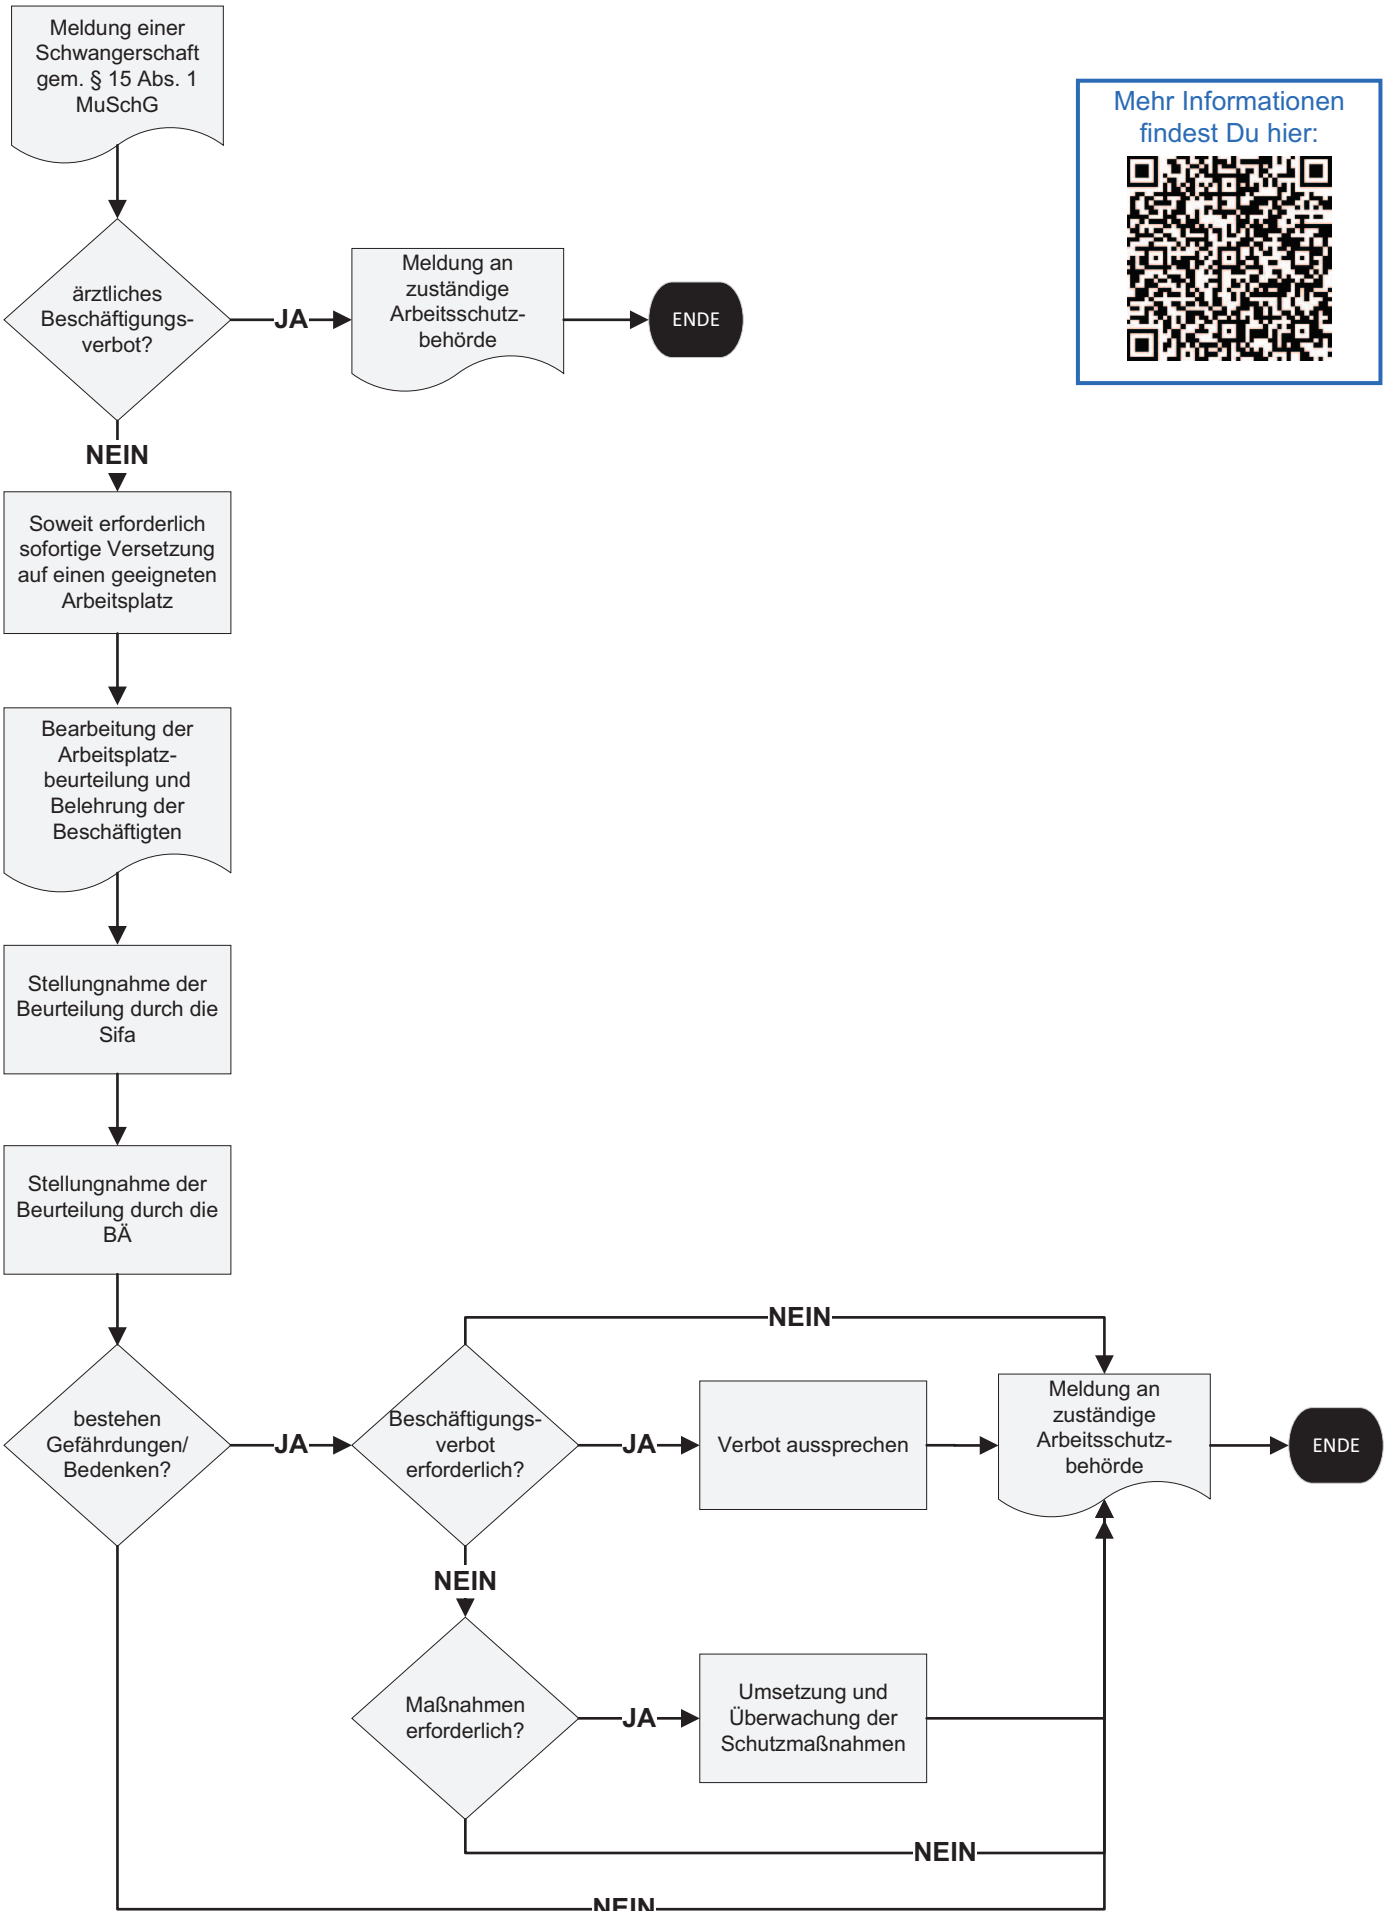 Meldung einer
Schwangerschaft
gem. § 15 Abs. 1
MuSchG
Mehr Informationen
findest Du hier:
ärztliches
Beschäftigungs-
verbot?
JA
Meldung an
zuständige
Arbeitsschutz-
behörde
ENDE
NEIN
Soweit erforderlich
sofortige Versetzung
auf einen geeigneten
Arbeitsplatz
Bearbeitung der
Arbeitsplatz-
beurteilung und
Belehrung der
Beschäftigten
Stellungnahme der
Beurteilung durch die
Sifa
Stellungnahme der
Beurteilung durch die
BÄ
NEIN
bestehen
Gefährdungen/
Bedenken?
JA
Beschäftigungs-
verbot
erforderlich?
JA
Verbot aussprechen
Meldung an
zuständige
Arbeitsschutz-
behörde
ENDE
NEIN
Maßnahmen
erforderlich?
JA
Umsetzung und
Überwachung der
Schutzmaßnahmen
NEIN
NEIN